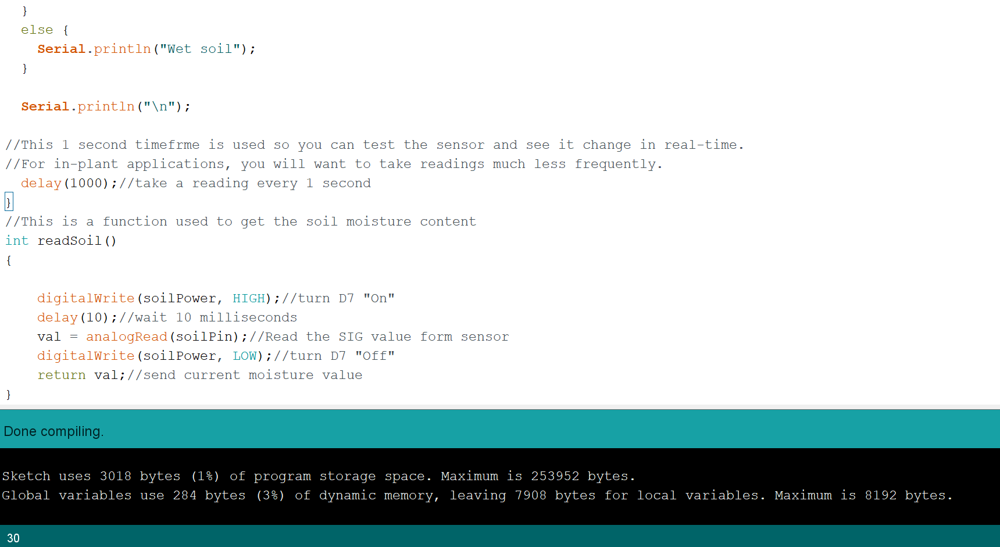 }
else {
Serial.println("Wet soil");
}
Serial.println("\n");
//This 1 second timefrme is used so you can test the sensor and see it change in real-time.
//For in-plant applications, you will want to take readings much less frequently.
delay(1000);//take a reading every 1 second
}
//This is a function used to get the soil moisture content
int readSoil()
{
digitalWrite(soilPower, HIGH);//turn D7 "On"
delay(10);//wait 10 milliseconds
val = analogRead(soilPin);//Read the SIG value form sensor
digitalWrite(soilPower, LOW);//turn D7 "Off"
return val;//send current moisture value
}
Done compiling.
Sketch uses 3018 bytes (1%) of program storage space. Maximum is 253952 bytes.
Global variables use 284 bytes (3%) of dynamic memory, leaving 7908 bytes for local variables. Maximum is 8192 bytes.
30